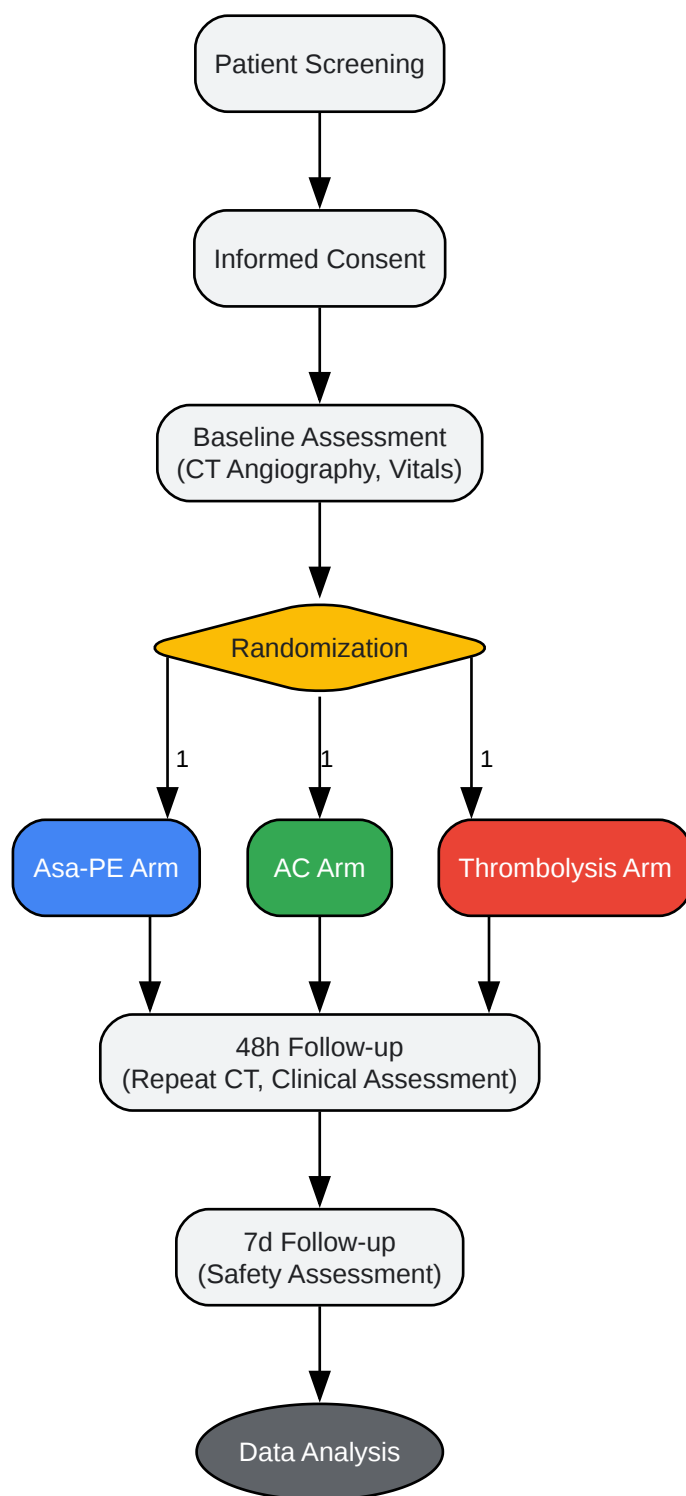 Patient Screening
Informed Consent
Baseline Assessment
(CT Angiography, Vitals)
Randomization
1
1
1
Asa-PE Arm
AC Arm
Thrombolysis Arm
48h Follow-up
(Repeat CT, Clinical Assessment)
7d Follow-up
(Safety Assessment)
Data Analysis